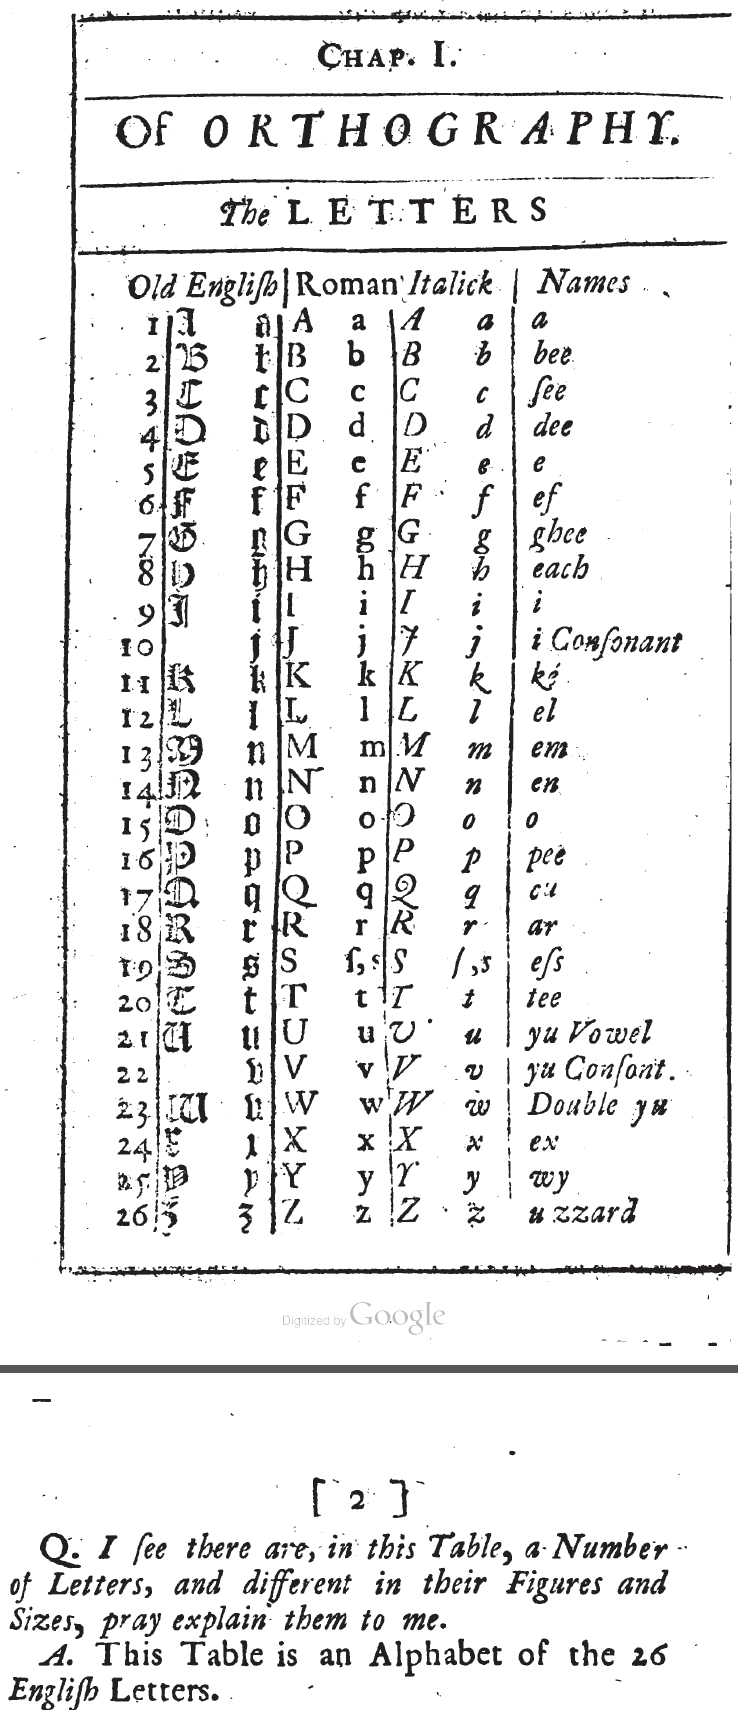 CHAP. I.
Of ORTHOGRAPHY.
The LETTERS
Old Engliſh | Roman Italick | Names
1 A a A a A a a
2 B b B b B b bee
3 C c C c C c ſee
4 D d D d D d dee
5 E e E e E e e
6 F f F f F f ef
7 G g G g G g ghee
8 H h H h H h each
9 I i I i I i i
10 j J j J j i Conſonant
11 K k K k K k ké
12 L l L l L l el
13 M n M m M m em
14 N n N n N n en
15 O o O o O o o
16 P p P p P p pee
17 Q q Q q Q q cu
18 R r R r R r ar
19 S s S ſ, s S ſ, s eſs
20 T t T t T t tee
21 U u U u U u yu Vowel
22 v V v V v yu Conſont.
23 W W w W w Double yu
24 X x X x X x ex
25 Y y Y y Y y wy
26 Z z Z z Z z uzzard
Digitized by Google
[ 2 ]
Q. I ſee there are, in this Table, a Number
of Letters, and different in their Figures and
Sizes, pray explain them to me.
A. This Table is an Alphabet of the 26
Engliſh Letters.